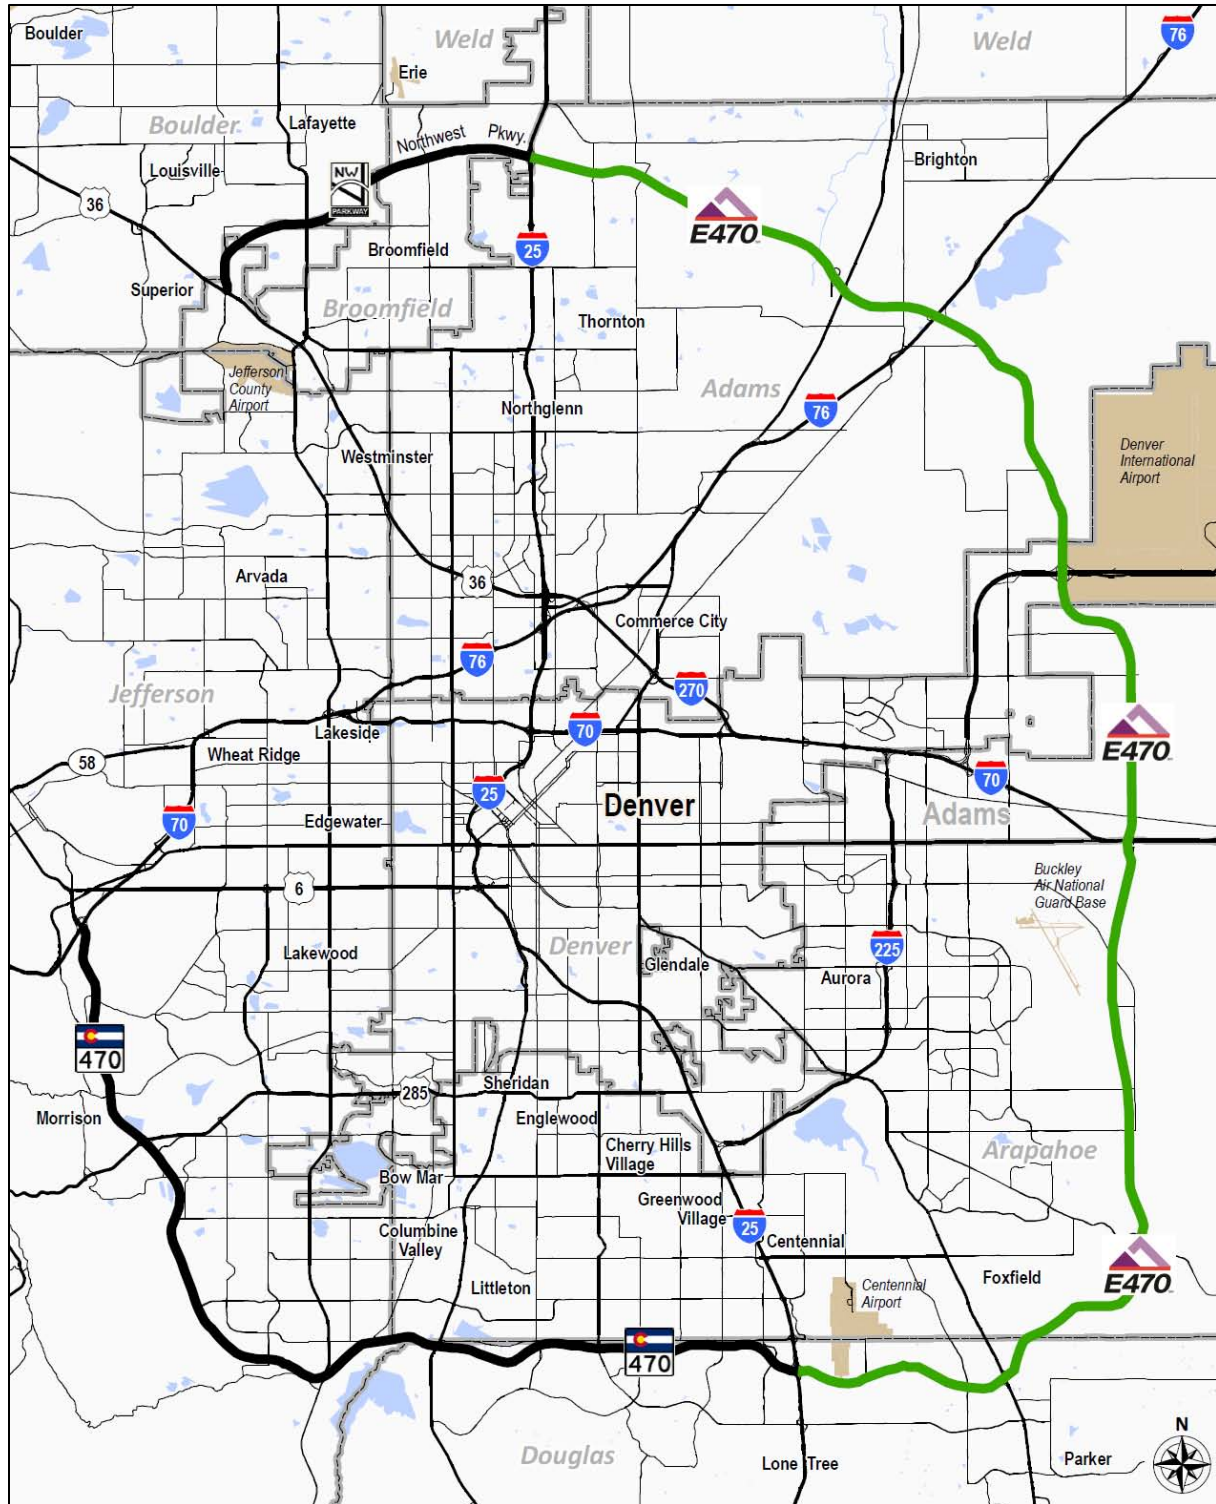 Boulder
Weld
Weld
76
Erie
Boulder
Lafayette
Northwest Pkwy.
Louisville
Brighton
NW
PARKWAY
36
E470
25
Broomfield
Superior
Broomfield
Thornton
Jefferson
County
Airport
Adams
76
Northglenn
Westminster
Denver
International
Airport
Arvada
36
Commerce City
76
270
Jefferson
70
Lakeside
E470
Wheat Ridge
58
70
25
Denver
Adams
70
Edgewater
Buckley
Air National
Guard Base
6
Lakewood
Denver
Glendale
225
Aurora
470
Sheridan
285
Morrison
Englewood
Cherry Hills
Village
Arapahoe
Bow Mar
Greenwood
Village
25
Columbine
Valley
Centennial
E470
Littleton
Centennial
Airport
Foxfield
470
N
Douglas
Lone Tree
Parker